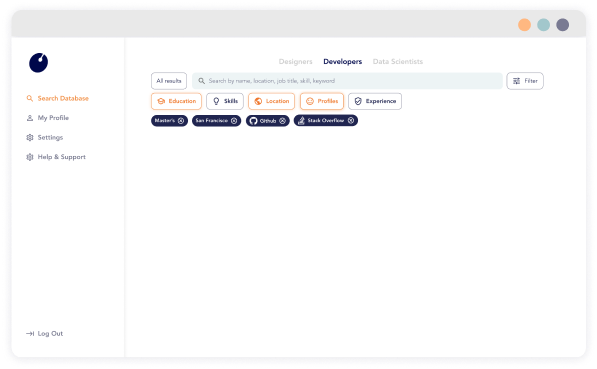 Designers Developers Data Scientists
All results Search by name, location, job title, skill, keyword Filter
Education Skills Location Profiles Experience
Master's San Francisco Github Stack Overflow
Search Database
My Profile
Settings
Help & Support
Log Out